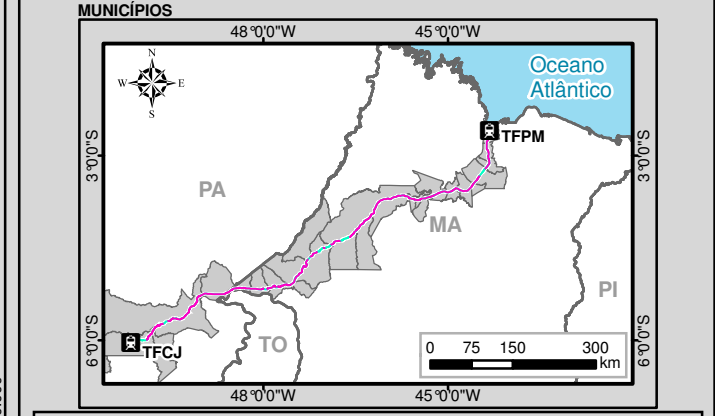 MUNICÍPIOS
48°0'0"W 45°0'0"W
N
W E
S
Oceano
Atlântico
TFPM
3°0'0"S 3°0'0"S
PA
MA
PI
TO
TFCJ
6°0'0"S 6°0'0"S
0 75 150 300
km
48°0'0"W 45°0'0"W